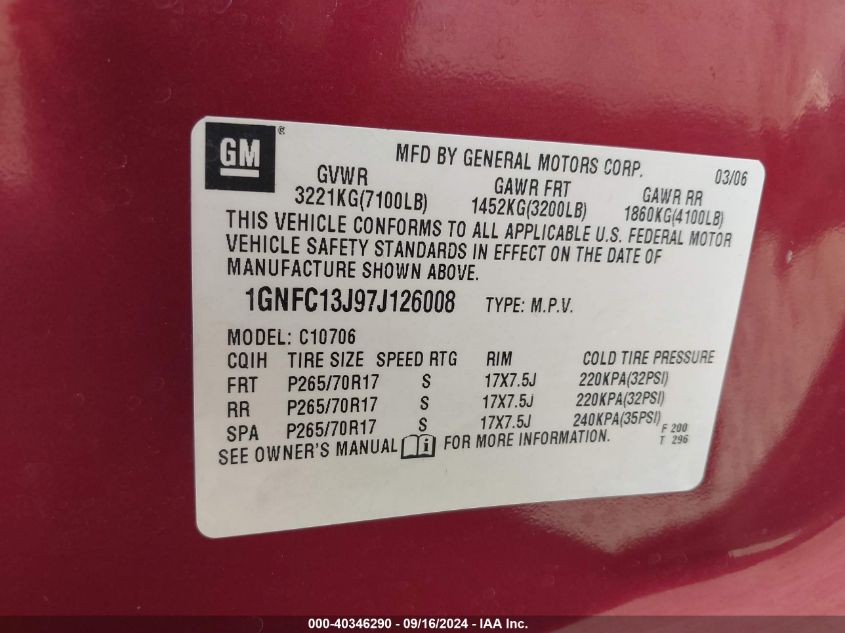 GM®
MFD BY GENERAL MOTORS CORP. 03/06
GVWR GAWR FRT GAWR RR
3221KG(7100LB) 1452KG(3200LB) 1860KG(4100LB)
THIS VEHICLE CONFORMS TO ALL APPLICABLE U.S. FEDERAL MOTOR
VEHICLE SAFETY STANDARDS IN EFFECT ON THE DATE OF
MANUFACTURE SHOWN ABOVE.
1GNFC13J97J126008 TYPE: M.P.V.
MODEL: C10706
CQIH TIRE SIZE SPEED RTG RIM COLD TIRE PRESSURE
FRT P265/70R17 S 17X7.5J 220KPA(32PSI)
RR P265/70R17 S 17X7.5J 220KPA(32PSI)
SPA P265/70R17 S 17X7.5J 240KPA(35PSI) F 200
SEE OWNER'S MANUAL i FOR MORE INFORMATION. T 296
000-40346290 - 09/16/2024 - IAA Inc.